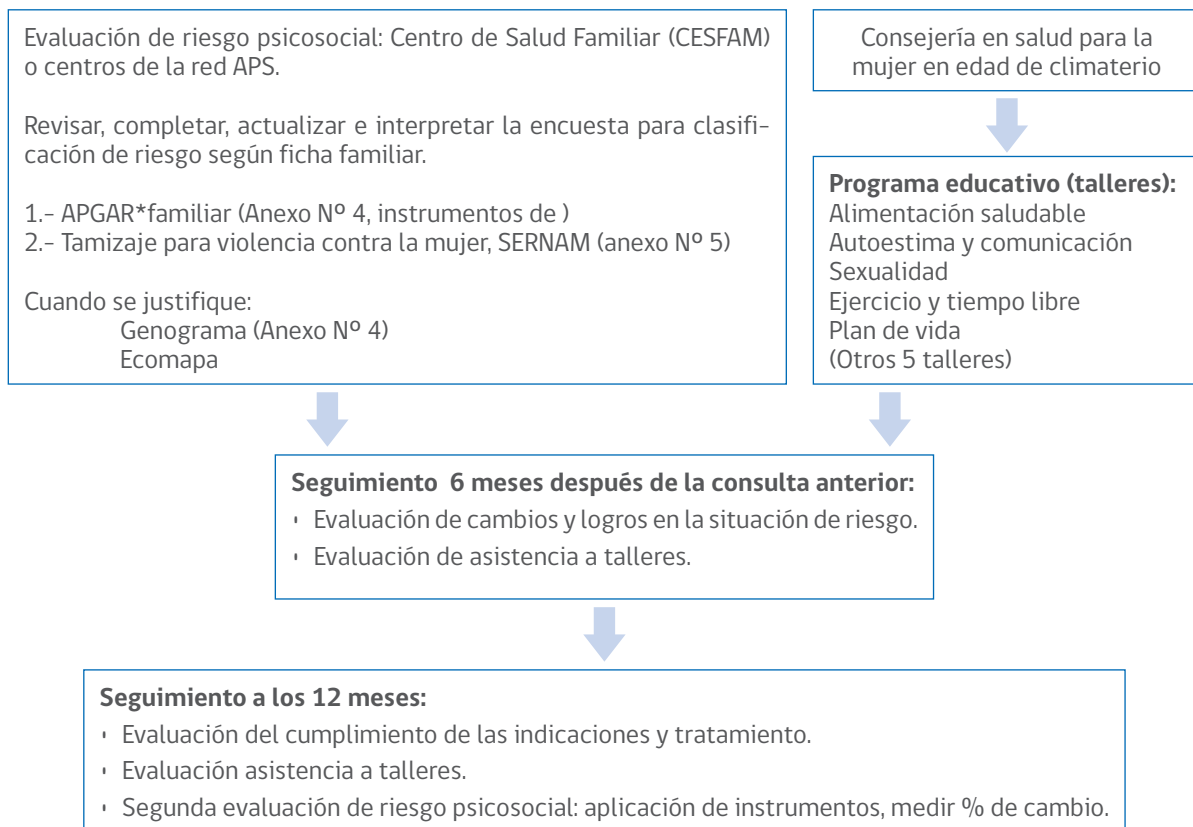 Evaluación de riesgo psicosocial: Centro de Salud Familiar (CESFAM)
o centros de la red APS.
Revisar, completar, actualizar e interpretar la encuesta para clasifi-
cación de riesgo según ficha familiar.
1.- APGAR*familiar (Anexo Nº 4, instrumentos de )
2.- Tamizaje para violencia contra la mujer, SERNAM (anexo Nº 5)
Cuando se justifique:
Genograma (Anexo Nº 4)
Ecomapa
Consejería en salud para la
mujer en edad de climaterio
Programa educativo (talleres):
Alimentación saludable
Autoestima y comunicación
Sexualidad
Ejercicio y tiempo libre
Plan de vida
(Otros 5 talleres)
Seguimiento 6 meses después de la consulta anterior:
• Evaluación de cambios y logros en la situación de riesgo.
• Evaluación de asistencia a talleres.
Seguimiento a los 12 meses:
• Evaluación del cumplimiento de las indicaciones y tratamiento.
• Evaluación asistencia a talleres.
• Segunda evaluación de riesgo psicosocial: aplicación de instrumentos, medir % de cambio.